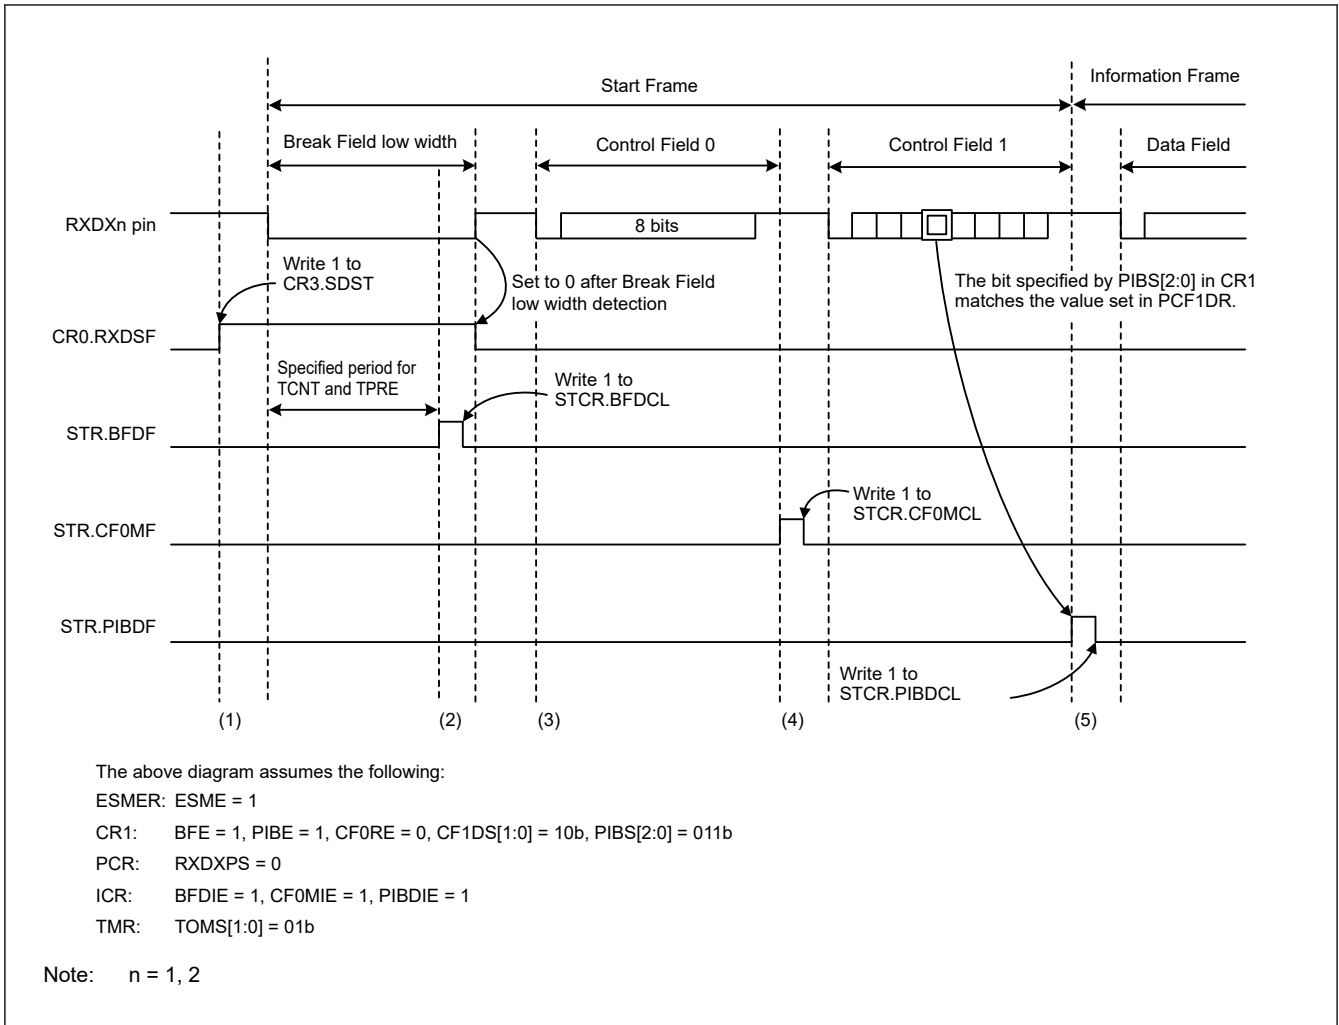 Start Frame
Information Frame
Break Field low width
Control Field 0
Control Field 1
Data Field
RXDXn pin
8 bits
Write 1 to
CR3.SDST
Set to 0 after Break Field
low width detection
The bit specified by PIBS[2:0] in CR1
matches the value set in PCF1DR.
CR0.RXDSF
Specified period for
TCNT and TPRE
Write 1 to
STCR.BFDCL
STR.BFDF
Write 1 to
STCR.CF0MCL
STR.CF0MF
STR.PIBDF
Write 1 to
STCR.PIBDCL
(1) (2) (3) (4) (5)
The above diagram assumes the following:
ESMER: ESME = 1
CR1: BFE = 1, PIBE = 1, CF0RE = 0, CF1DS[1:0] = 10b, PIBS[2:0] = 011b
PCR: RXDXPS = 0
ICR: BFDIE = 1, CF0MIE = 1, PIBDIE = 1
TMR: TOMS[1:0] = 01b
Note: n = 1, 2